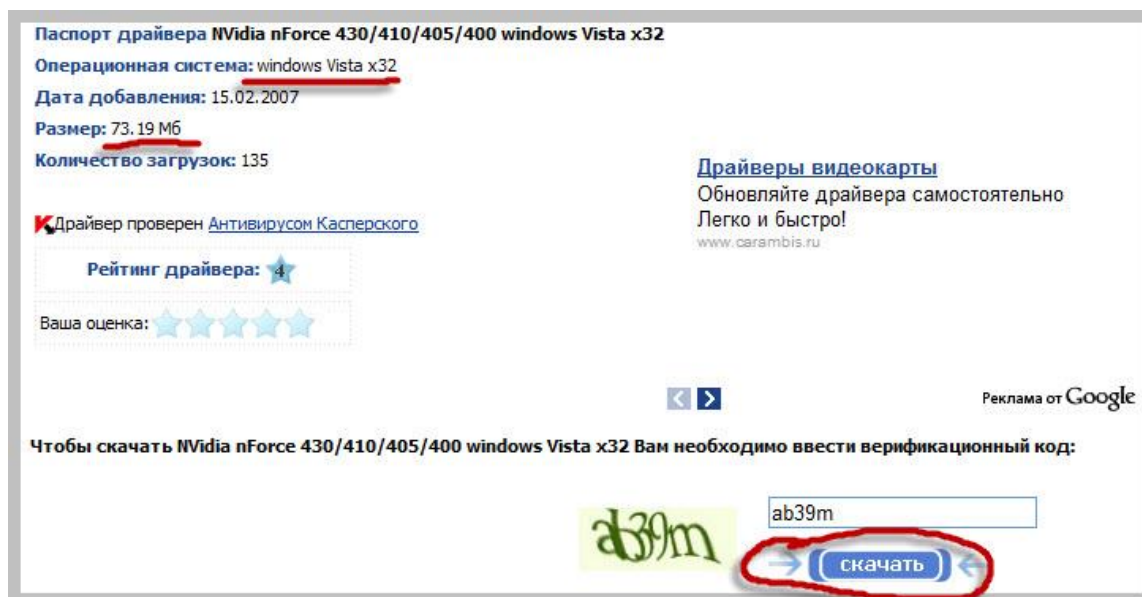 Паспорт драйвера NVidia nForce 430/410/405/400 windows Vista x32
Операционная система: windows Vista x32
Дата добавления: 15.02.2007
Размер: 73.19 Мб
Количество загрузок: 135
Драйверы видеокарты
Обновляйте драйвера самостоятельно
Легко и быстро!
www.carambis.ru
Драйвер проверен Антивирусом Касперского
Рейтинг драйвера: 4
Ваша оценка:
Реклама от Google
Чтобы скачать NVidia nForce 430/410/405/400 windows Vista x32 Вам необходимо ввести верификационный код:
ab39m
ab39m
скачать